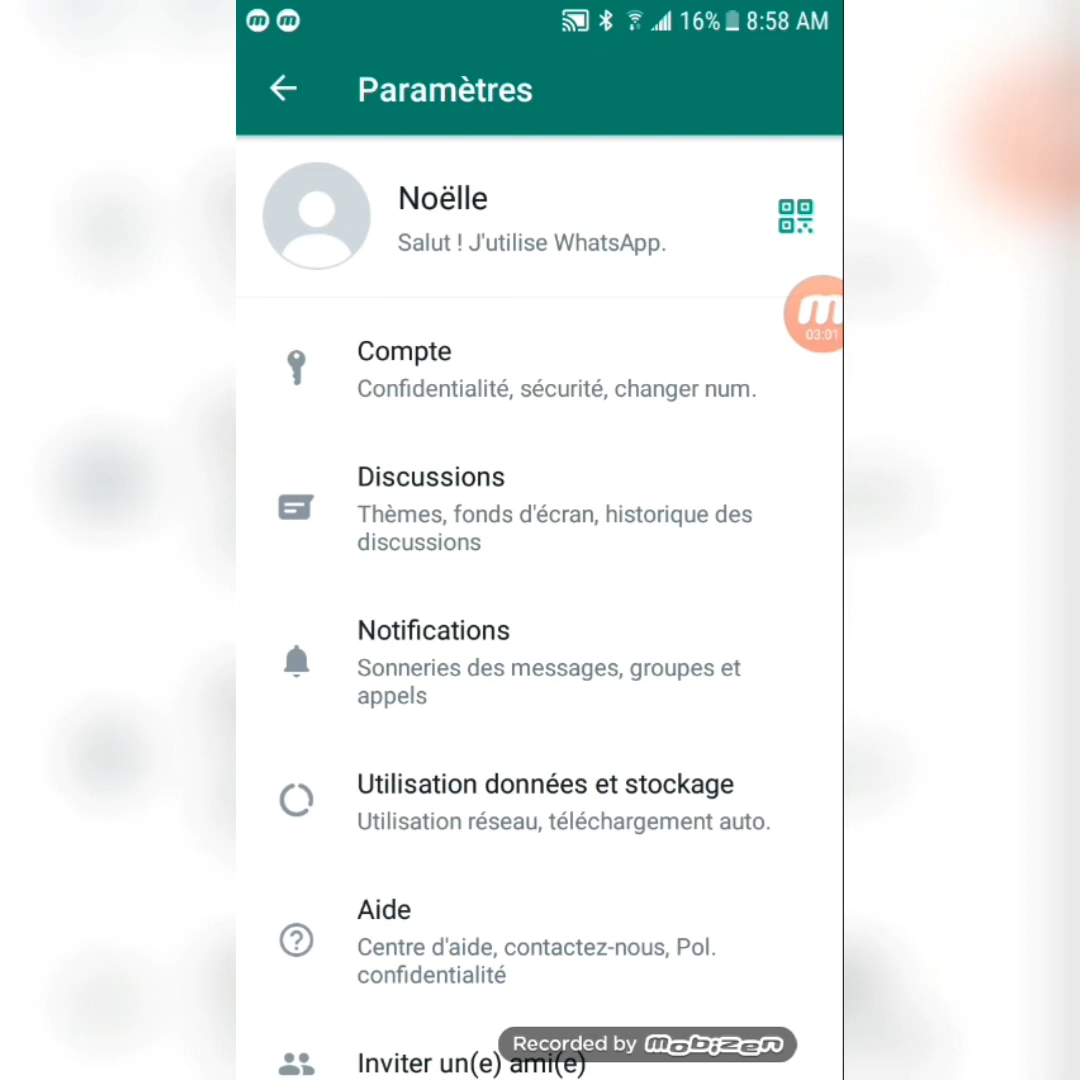 16% 8:58 AM
Paramètres
Noëlle
Salut ! J'utilise WhatsApp.
03:01
Compte
Confidentialité, sécurité, changer num.
Discussions
Thèmes, fonds d'écran, historique des
discussions
Notifications
Sonneries des messages, groupes et
appels
Utilisation données et stockage
Utilisation réseau, téléchargement auto.
Aide
Centre d'aide, contactez-nous, Pol.
confidentialité
Recorded by mobizen
Inviter un(e) ami(e)